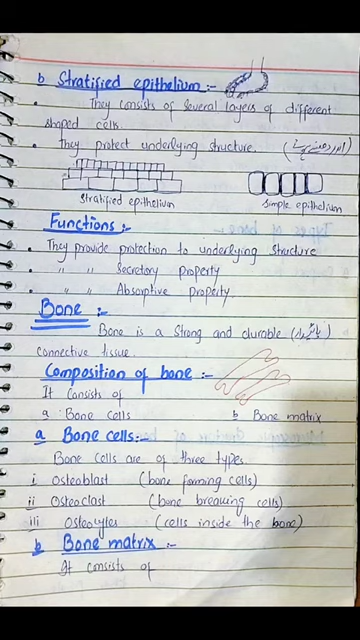 b Stratified epithelium :-
They consists of several layers of different
shaped cells.
They protect underlying structure.
stratified epithelium
simple epithelium
Functions :-
They provide protection to underlying structure
" " Secretory property
" " Absorptive property.
Bone :-
Bone is a strong and durable (پائیدار)
connective tissue.
Composition of bone :-
It consists of
a Bone cells b Bone matrix
a Bone cells:-
Bone cells are of three types
i Osteoblast (bone forming cells)
ii Osteoclast (bone breaking cells)
iii Osteocytes (cells inside the bone)
b Bone matrix :-
It consists of